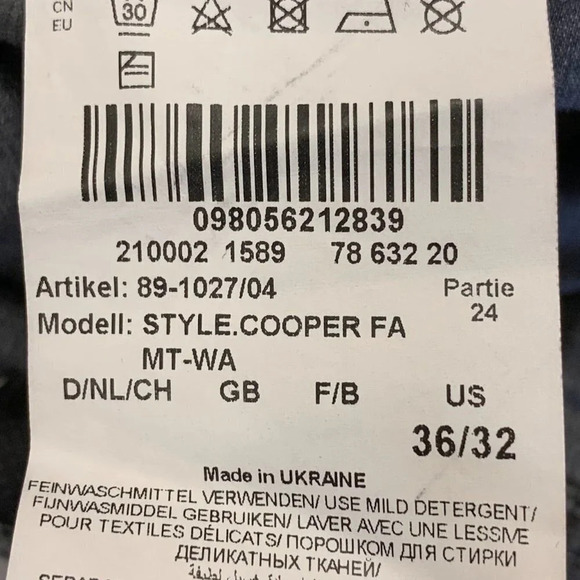 CN
EU
30
098056212839
210002 1589 78 632 20
Artikel: 89-1027/04 Partie
24
Modell: STYLE.COOPER FA
MT-WA
D/NL/CH GB F/B US
36/32
Made in UKRAINE
FEINWASCHMITTEL VERWENDEN/ USE MILD DETERGENT/
FIJNWASMIDDEL GEBRUIKEN/ LAVER AVEC UNE LESSIVE
POUR TEXTILES DÉLICATS/ ПОРОШОК ДЛЯ СТИРКИ
ДЕЛИКАТНЫХ ТКАНЕЙ/